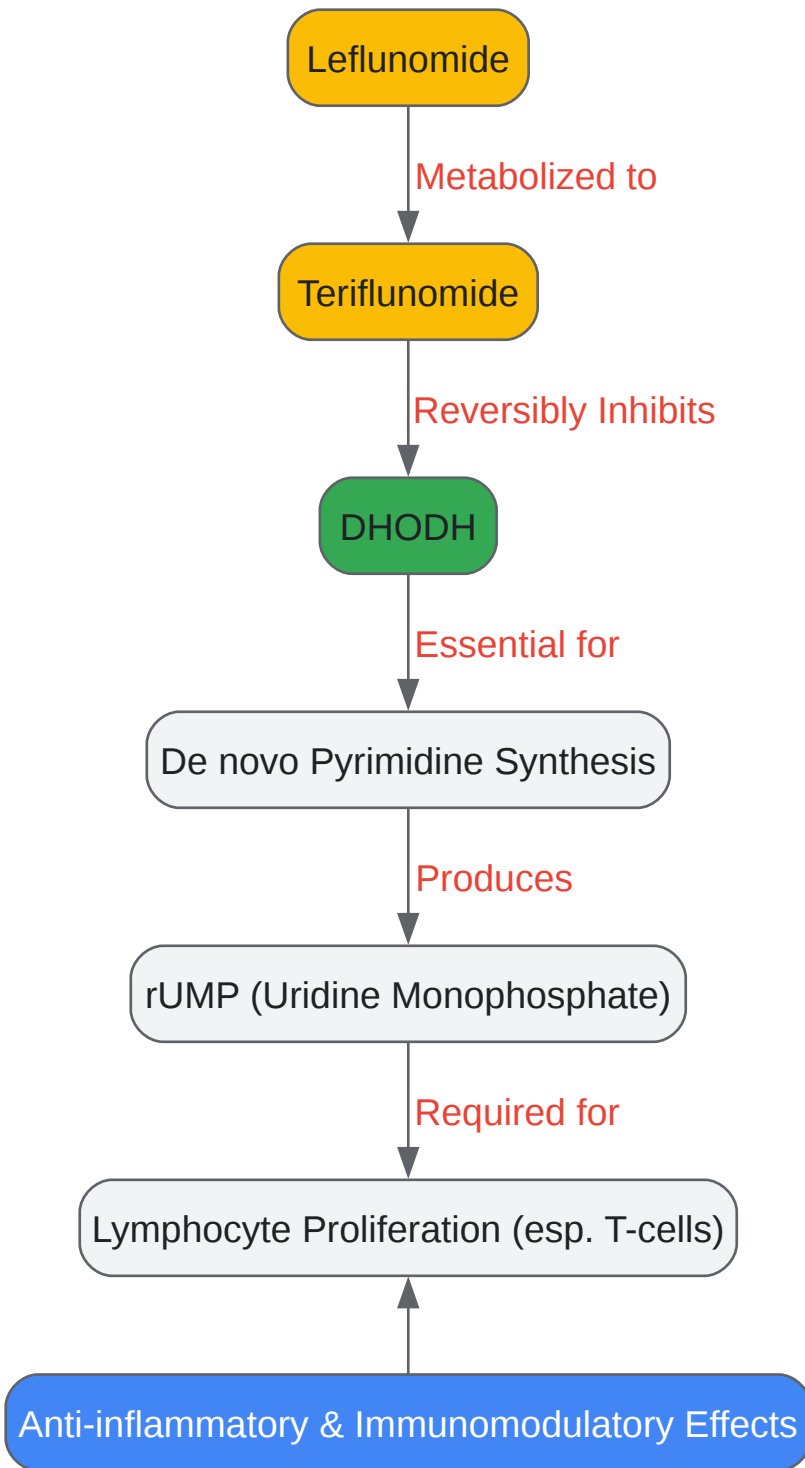 Leflunomide
Metabolized to
Teriflunomide
Reversibly Inhibits
DHODH
Essential for
De novo Pyrimidine Synthesis
Produces
rUMP (Uridine Monophosphate)
Required for
Lymphocyte Proliferation (esp. T-cells)
Anti-inflammatory & Immunomodulatory Effects